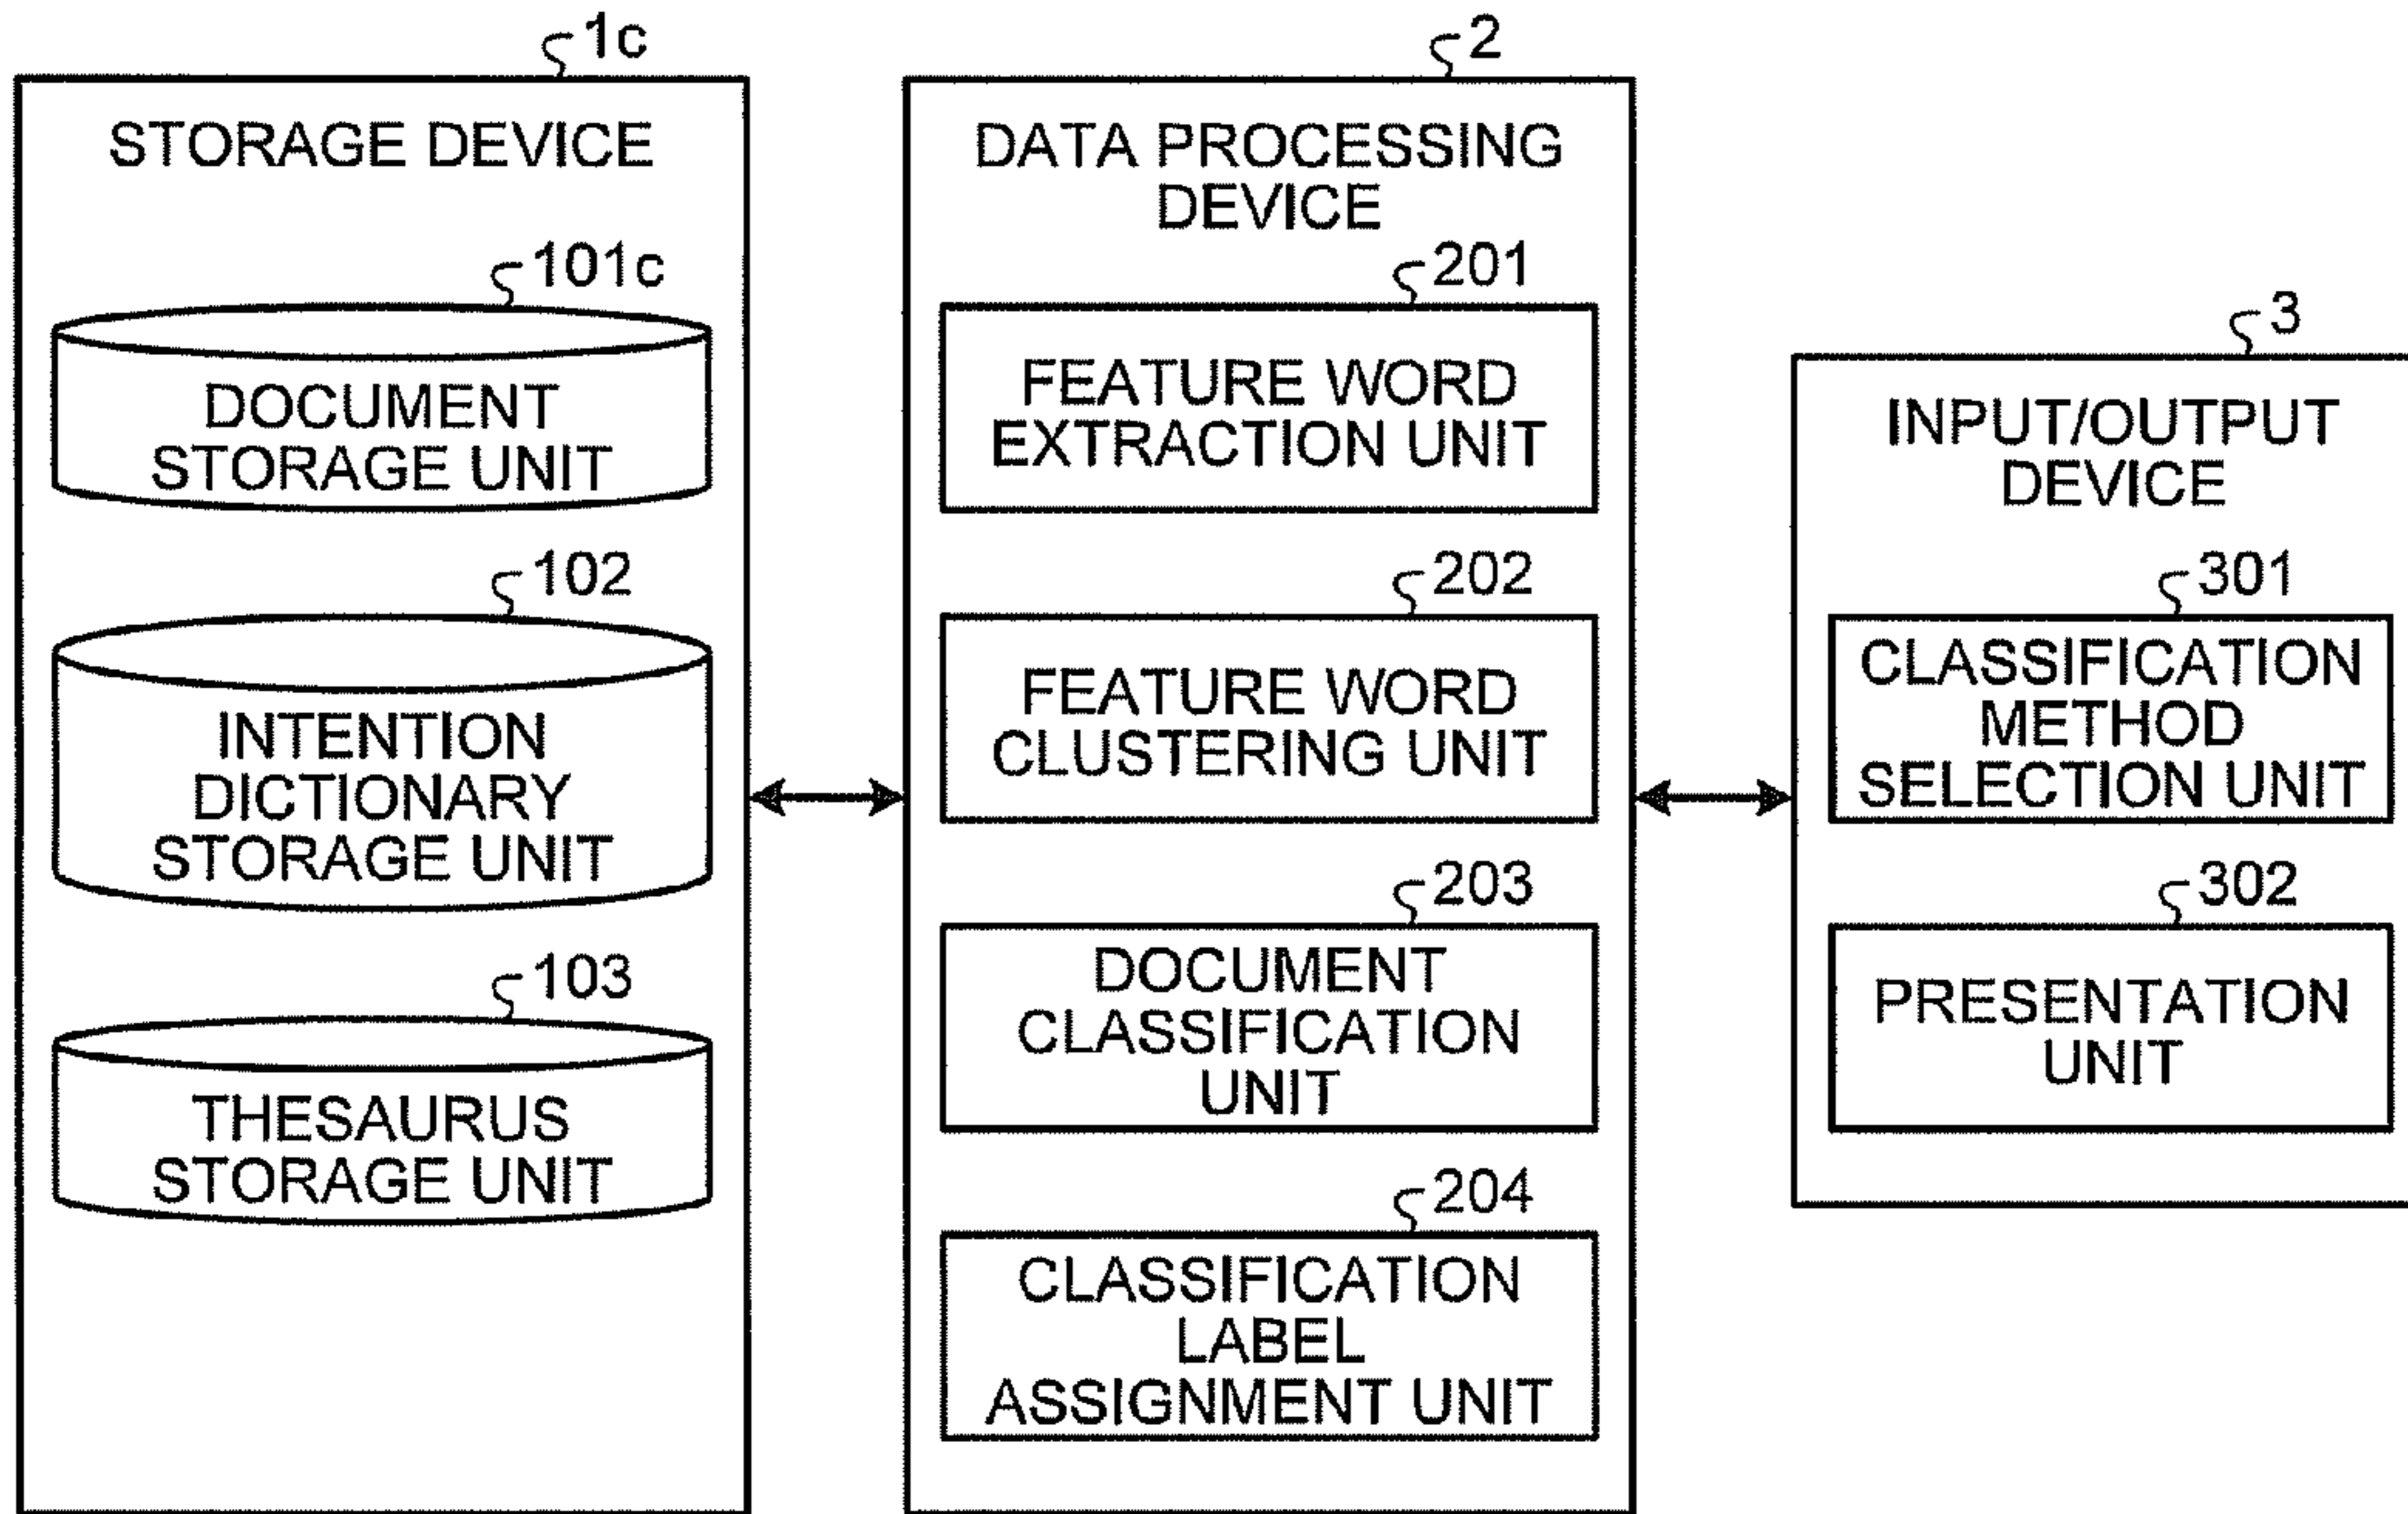 1c
STORAGE DEVICE
101c
DOCUMENT
STORAGE UNIT
102
INTENTION
DICTIONARY
STORAGE UNIT
103
THESAURUS
STORAGE UNIT
2
DATA PROCESSING
DEVICE
201
FEATURE WORD
EXTRACTION UNIT
202
FEATURE WORD
CLUSTERING UNIT
203
DOCUMENT
CLASSIFICATION
UNIT
204
CLASSIFICATION
LABEL
ASSIGNMENT UNIT
3
INPUT/OUTPUT
DEVICE
301
CLASSIFICATION
METHOD
SELECTION UNIT
302
PRESENTATION
UNIT